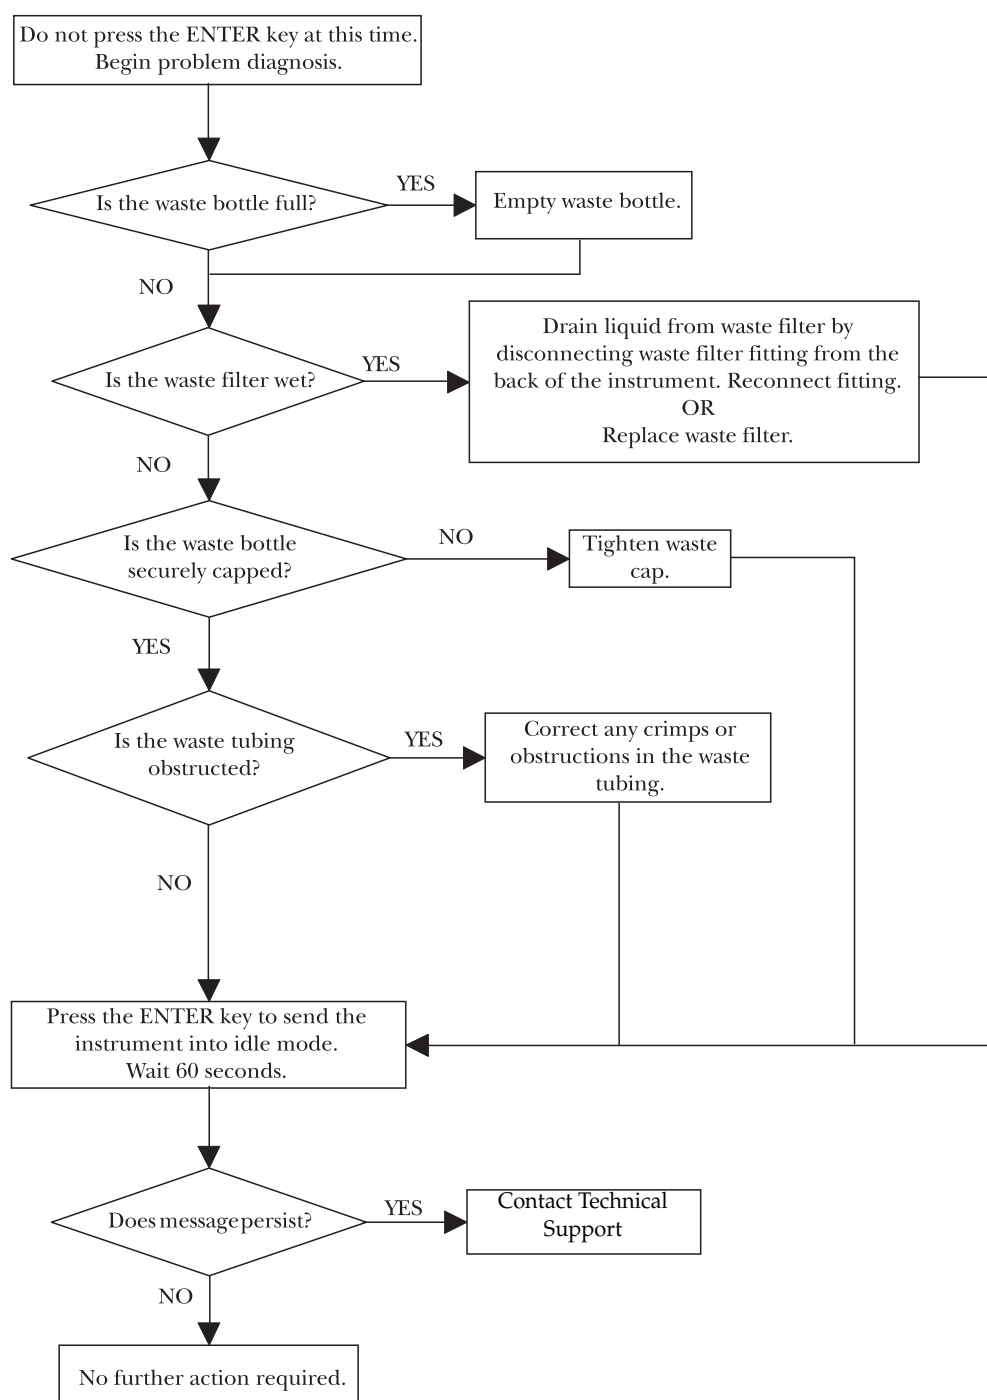 Do not press the ENTER key at this time.
Begin problem diagnosis.
Is the waste bottle full?
YES
Empty waste bottle.
NO
Is the waste filter wet?
YES
Drain liquid from waste filter by
disconnecting waste filter fitting from the
back of the instrument. Reconnect fitting.
OR
Replace waste filter.
NO
Is the waste bottle
securely capped?
NO
Tighten waste
cap.
YES
Is the waste tubing
obstructed?
YES
Correct any crimps or
obstructions in the waste
tubing.
NO
Press the ENTER key to send the
instrument into idle mode.
Wait 60 seconds.
Does message persist?
YES
Contact Technical
Support
NO
No further action required.